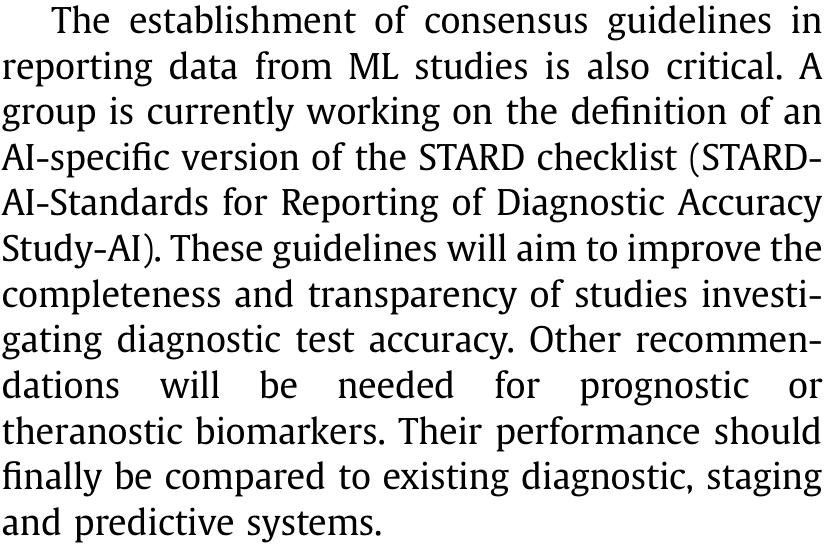 The establishment of consensus guidelines in
reporting data from ML studies is also critical. A
group is currently working on the definition of an
AI-specific version of the STARD checklist (STARD-
AI-Standards for Reporting of Diagnostic Accuracy
Study-AI). These guidelines will aim to improve the
completeness and transparency of studies investi-
gating diagnostic test accuracy. Other recommen-
dations will be needed for prognostic or
theranostic biomarkers. Their performance should
finally be compared to existing diagnostic, staging
and predictive systems.